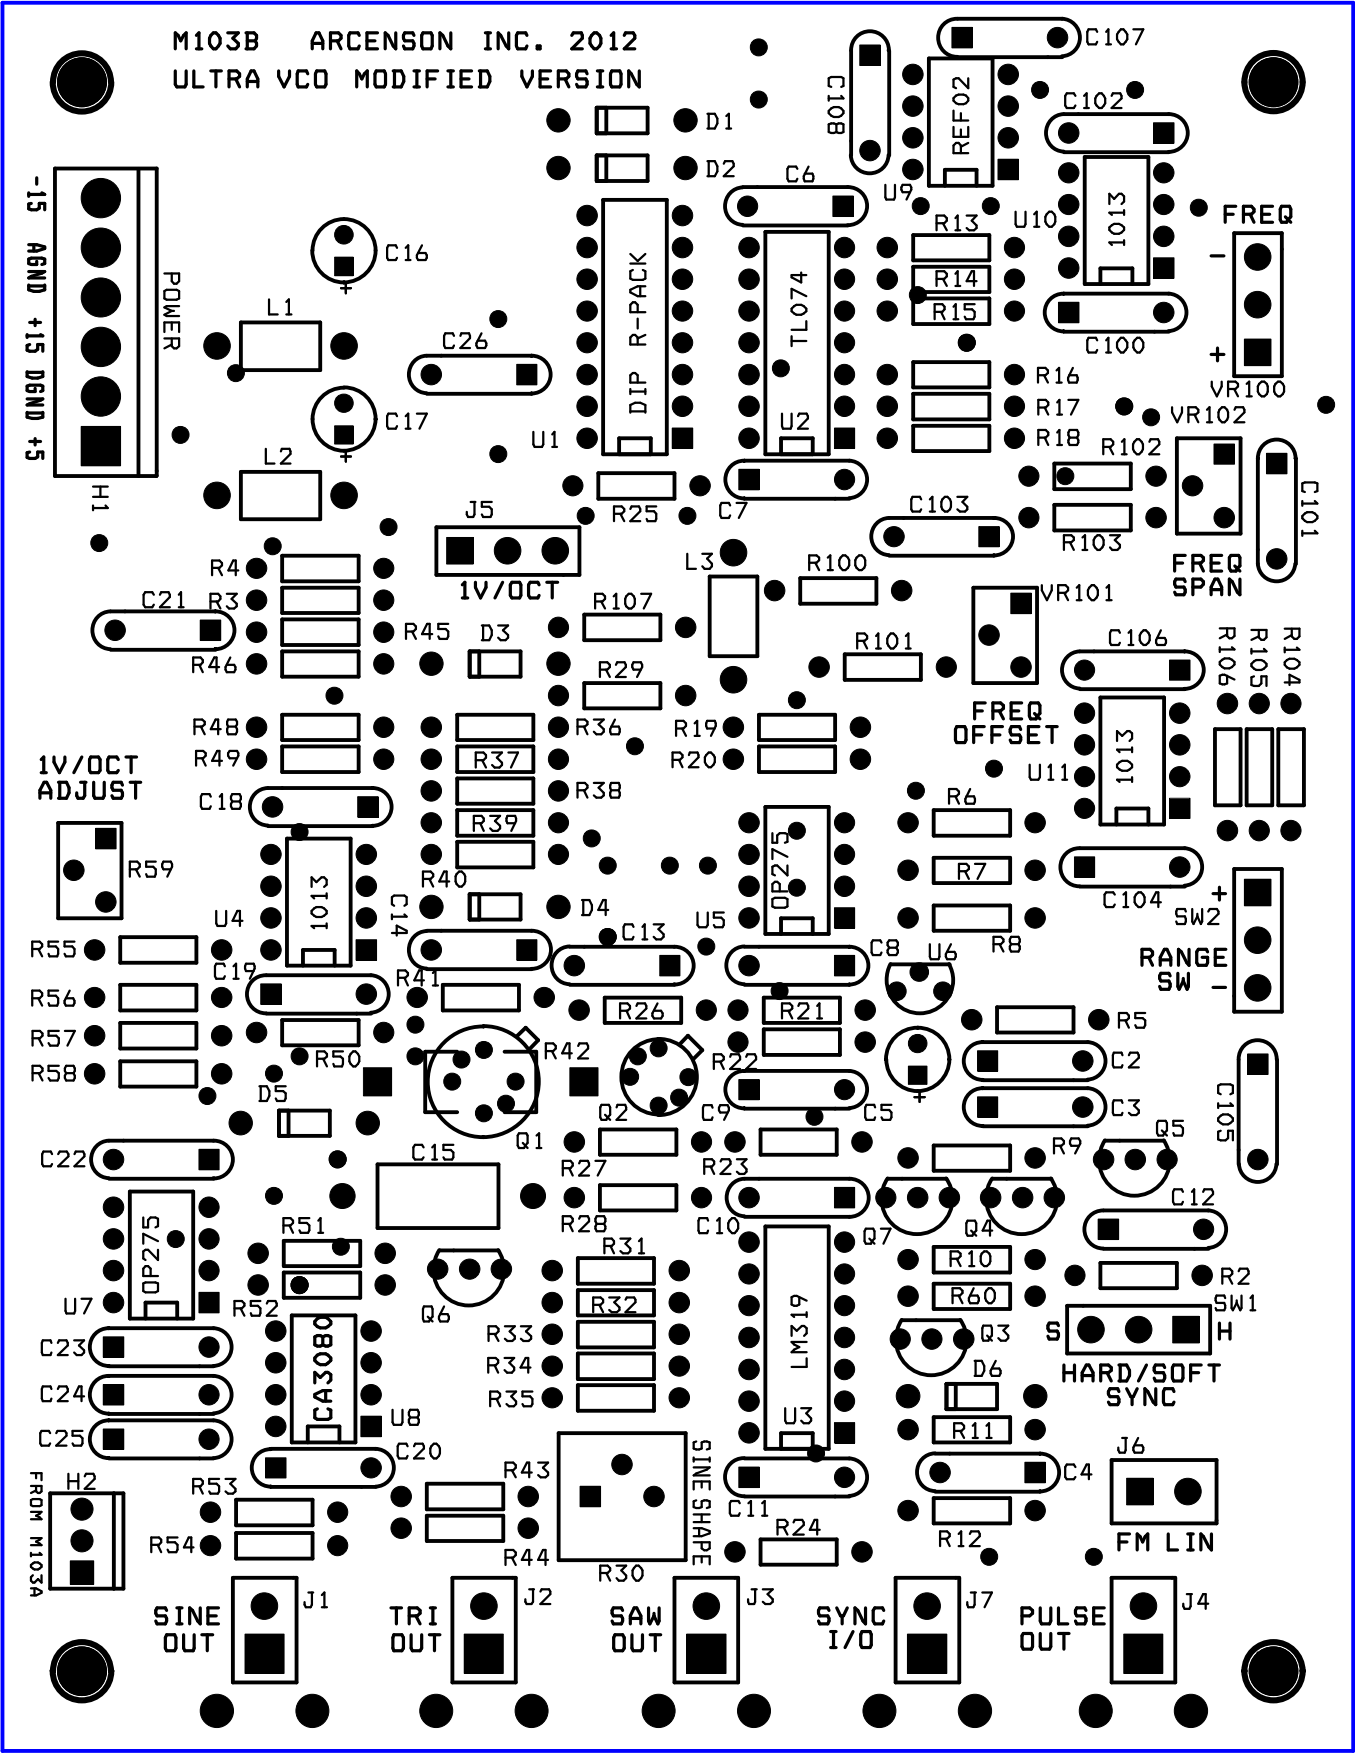 M103B ARCENSON INC. 2012
ULTRA VCO MODIFIED VERSION
C107
C108
REF02
C102
D1
D2
C6
U9
R13
U10
1013
FREQ
-15 AGND +15 DGND +5
POWER
C16
+
L1
DIP R-PACK
TL074
R14
R15
-
+
C100
VR100
C26
R16
R17
R18
VR102
C17
+
U1
U2
L2
R102
H1
R25
C7
C103
R103
C101
J5
1V/OCT
L3
R100
FREQ
SPAN
R4
R3
C21
R45
R46
D3
R107
R29
R101
VR101
C106
R106
R105
R104
FREQ
OFFSET
R48
R49
R36
R37
R38
R39
R40
R19
R20
U11
1013
1V/OCT
ADJUST
C18
R59
R6
R7
R8
OP275
U5
U4
1013
C14
D4
C104
+
SW2
RANGE
SW -
R55
C19
R41
C13
C8
U6
R56
R57
R58
R50
R42
R26
R21
R22
R5
C2
C3
+
D5
Q1
Q2
C9
C5
C105
C22
C15
R27
R28
R23
C10
R9
Q5
C12
Q7
Q4
R51
R52
OP275
U7
Q6
R31
R32
R33
R34
R35
LM319
R10
R60
R2
SW1
S
H
HARD/SOFT
SYNC
Q3
D6
C23
C24
C25
CA3080
U8
C20
U3
R11
C4
J6
FM LIN
H2
FROM M103A
R53
R54
R43
R44
SINE SHAPE
R30
C11
R24
R12
J1
SINE
OUT
J2
TRI
OUT
J3
SAW
OUT
J7
SYNC
I/O
J4
PULSE
OUT